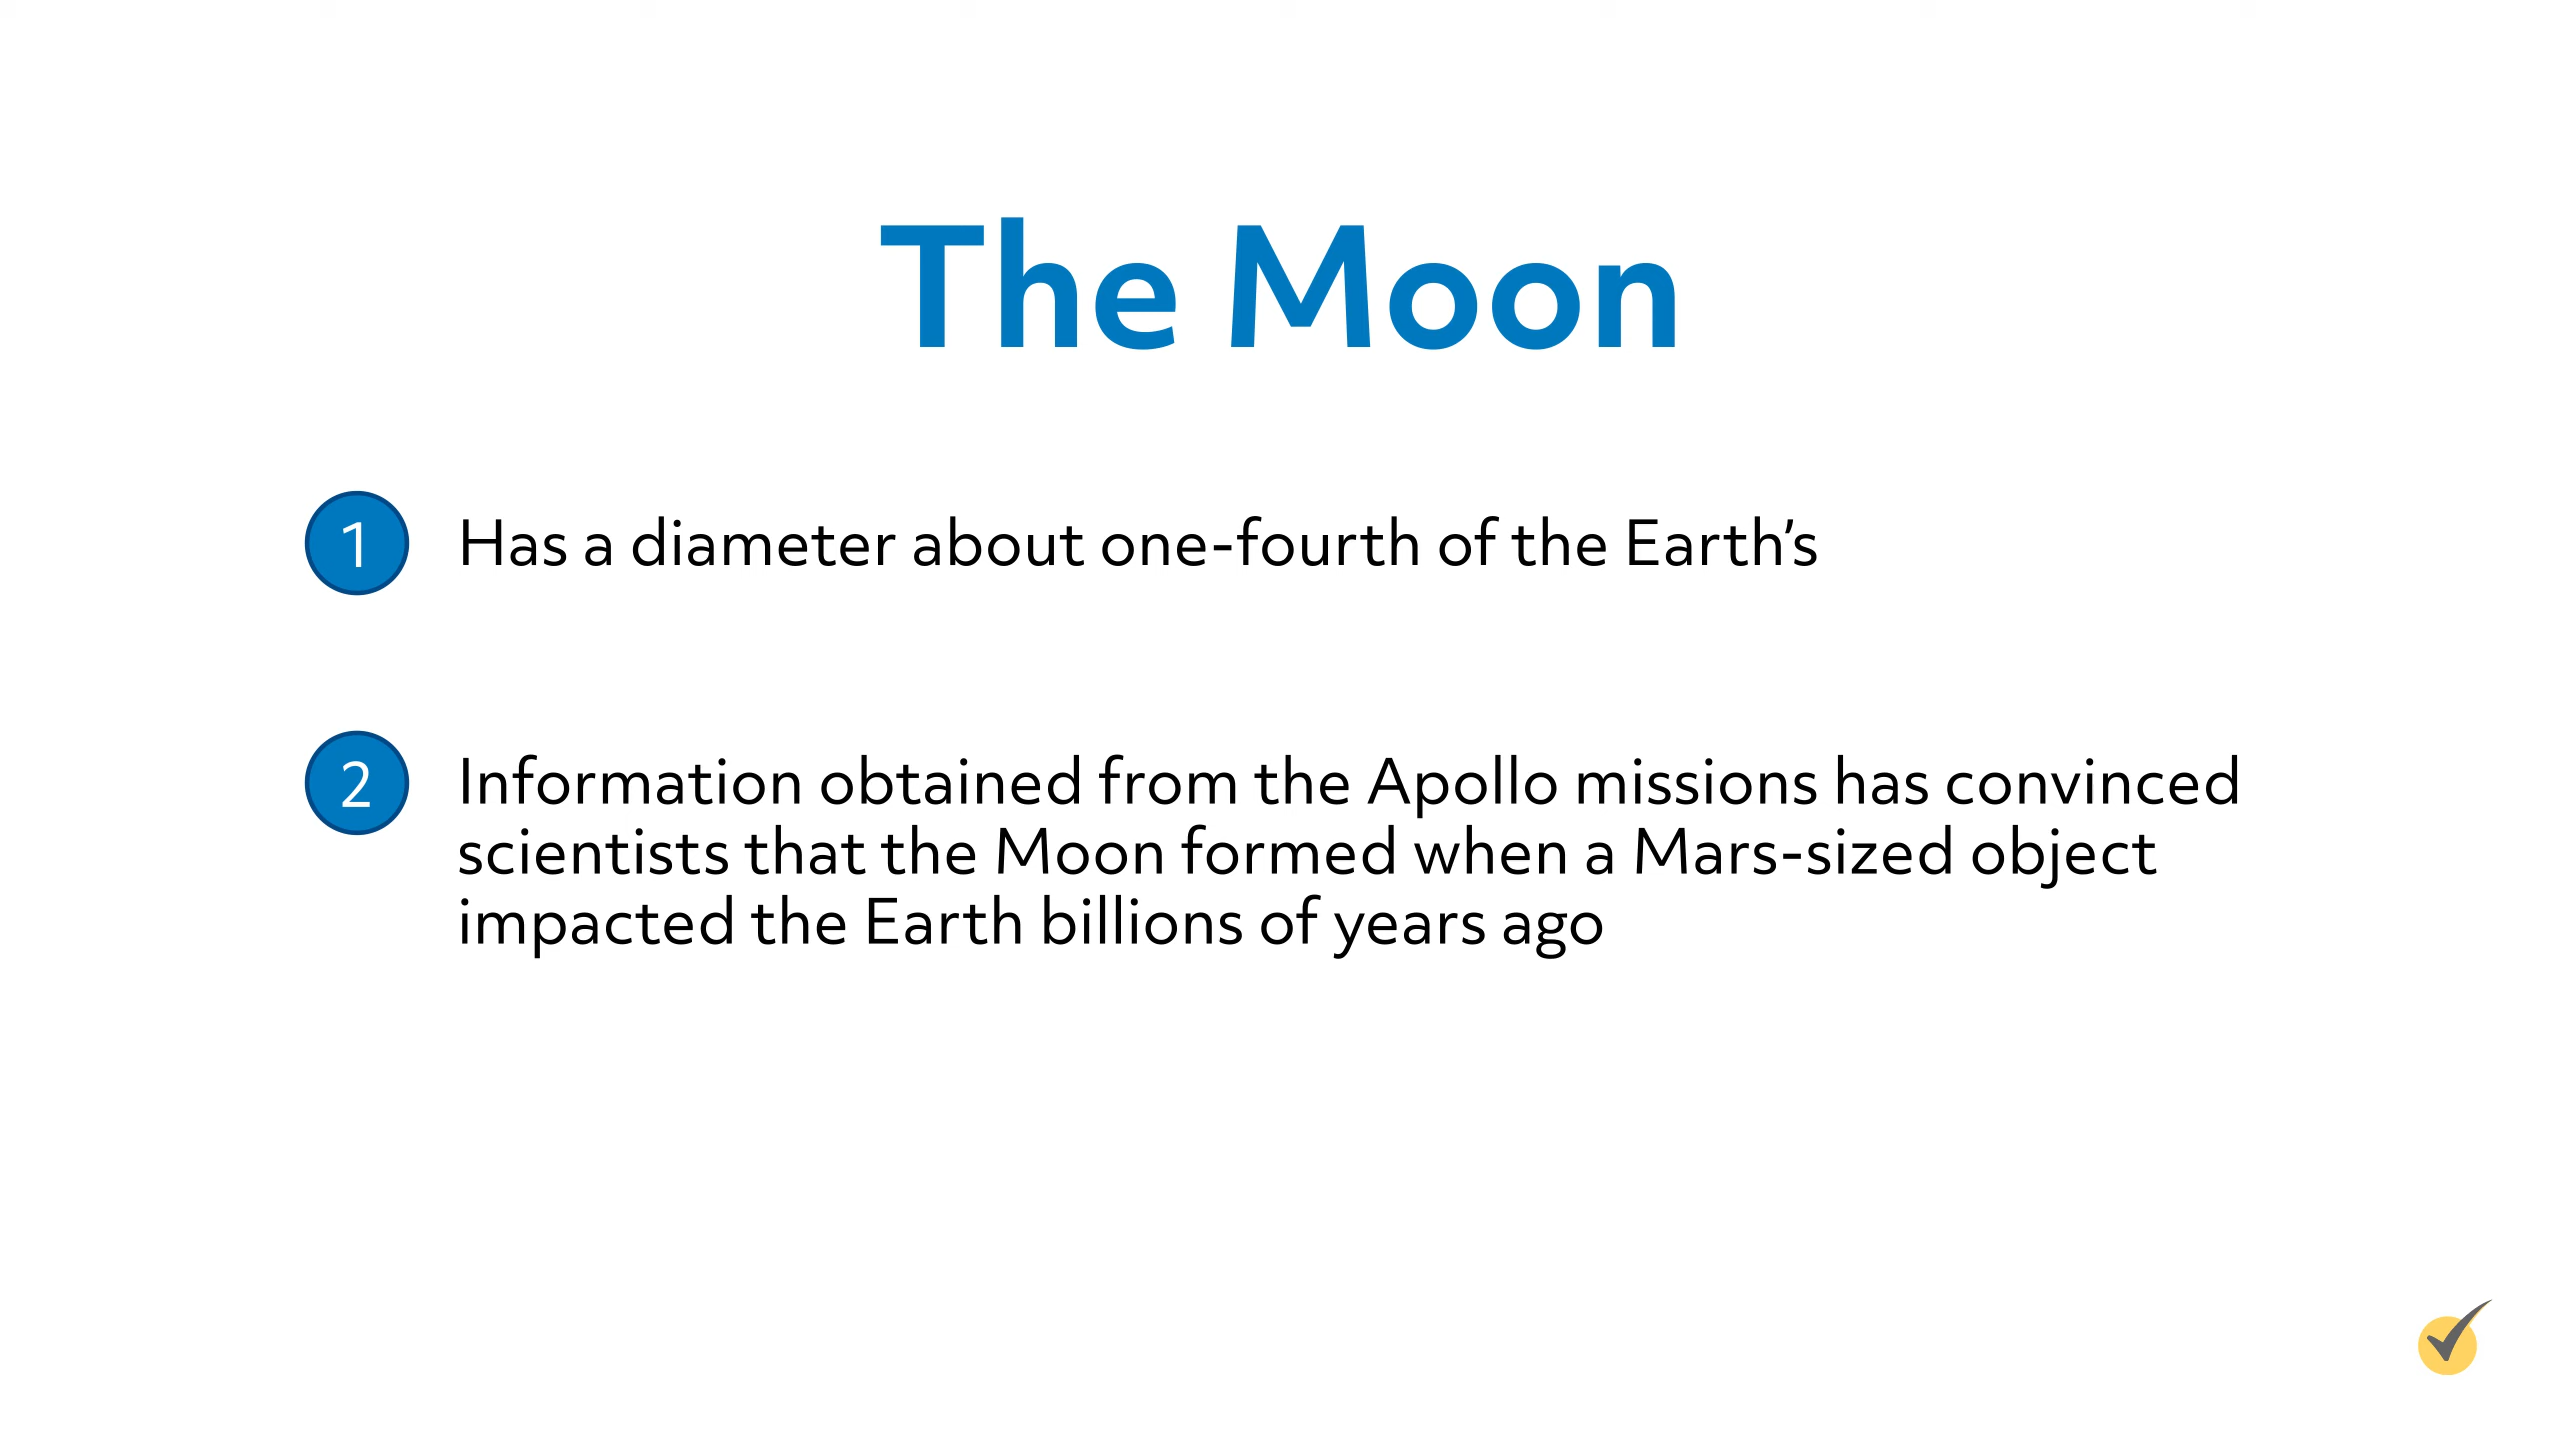 The Moon
1 Has a diameter about one-fourth of the Earth’s
2 Information obtained from the Apollo missions has convinced
scientists that the Moon formed when a Mars-sized object
impacted the Earth billions of years ago